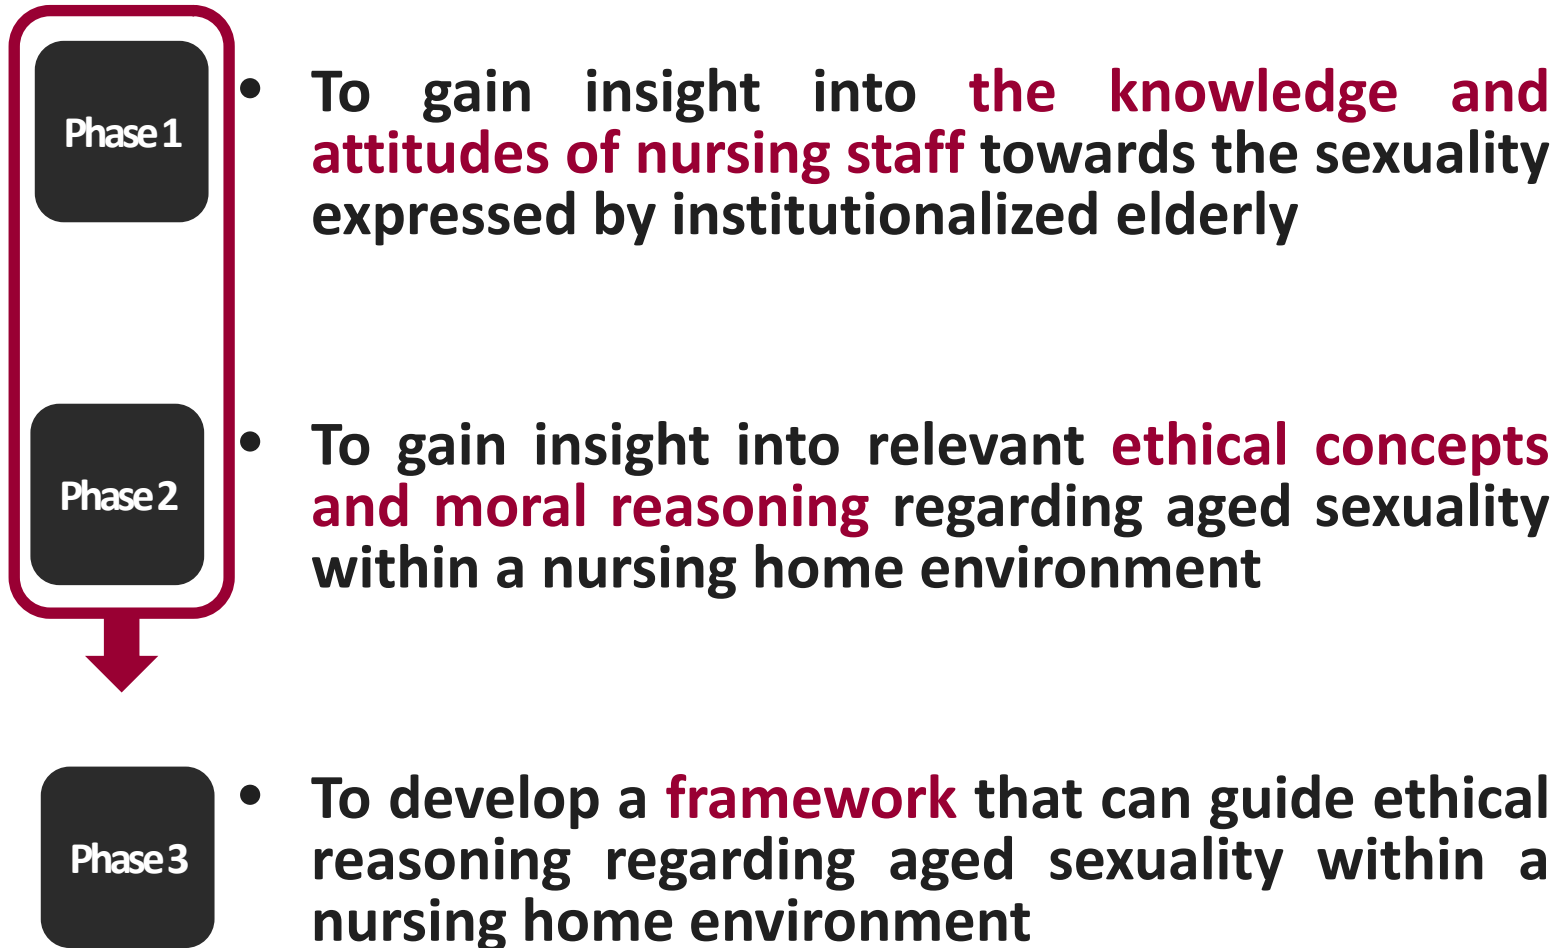 Phase 1
• To gain insight into the knowledge and
attitudes of nursing staff towards the sexuality
expressed by institutionalized elderly
Phase 2
• To gain insight into relevant ethical concepts
and moral reasoning regarding aged sexuality
within a nursing home environment
Phase 3
• To develop a framework that can guide ethical
reasoning regarding aged sexuality within a
nursing home environment